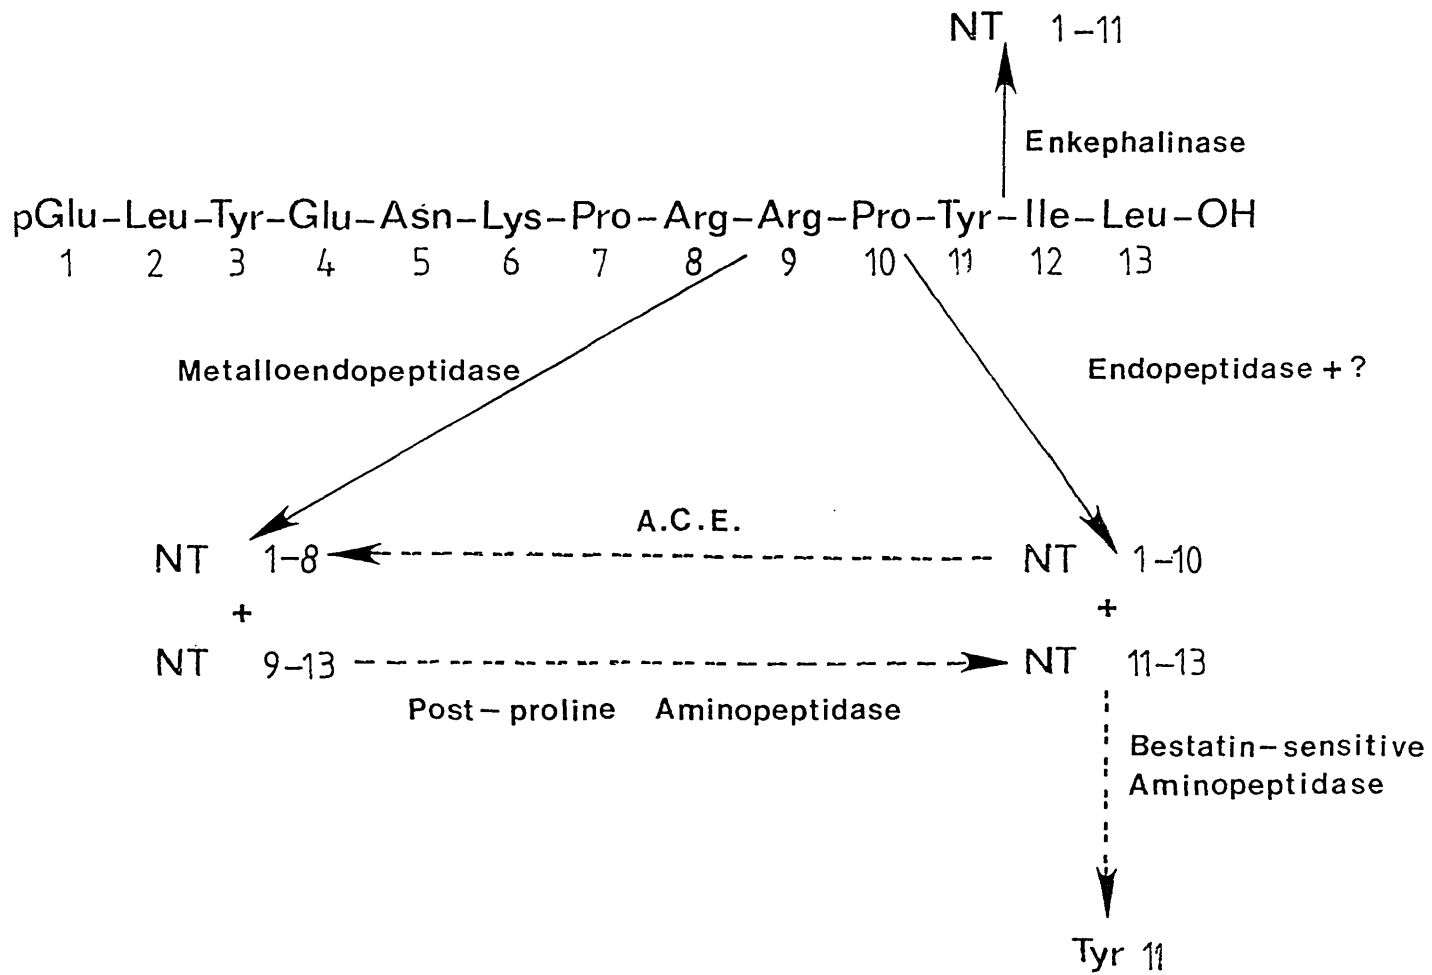 NT 1–11
Enkephalinase
pGlu–Leu–Tyr–Glu–Asn–Lys–Pro–Arg–Arg–Pro–Tyr–Ile–Leu–OH
1 2 3 4 5 6 7 8 9 10 11 12 13
Metalloendopeptidase
Endopeptidase + ?
A.C.E.
NT 1–8
NT 1–10
+
+
NT 9–13
NT 11–13
Post–proline Aminopeptidase
Bestatin–sensitive
Aminopeptidase
Tyr 11